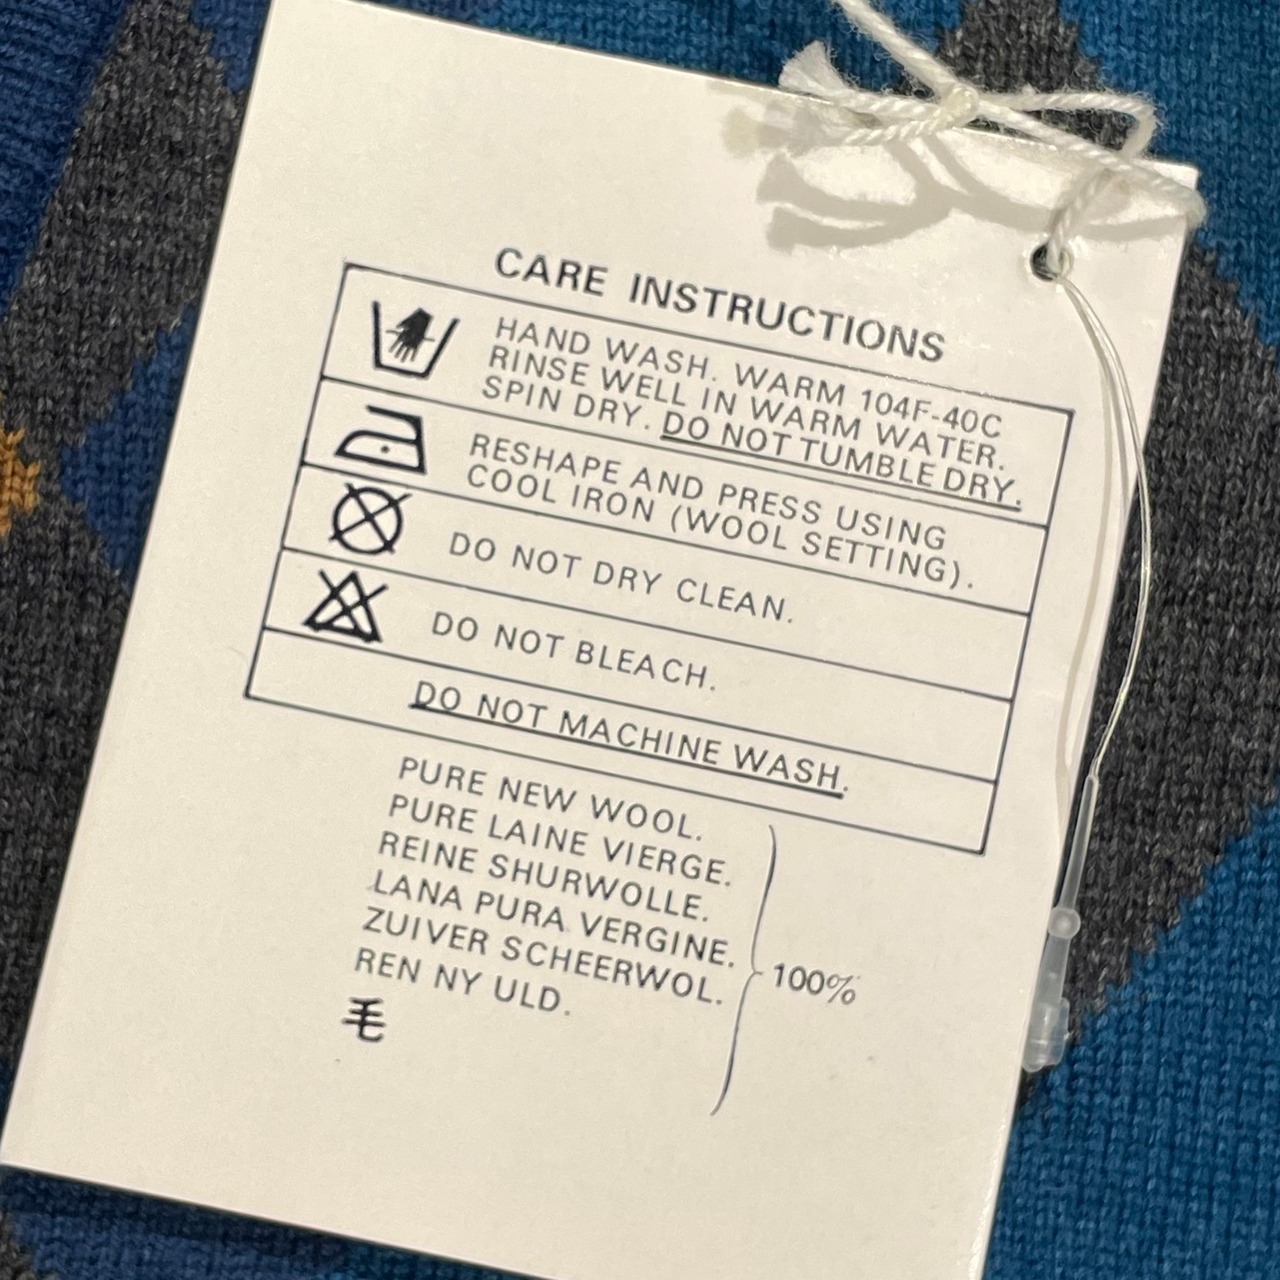 CARE INSTRUCTIONS
HAND WASH. WARM 104F-40C
RINSE WELL IN WARM WATER.
SPIN DRY. DO NOT TUMBLE DRY.
RESHAPE AND PRESS USING
COOL IRON (WOOL SETTING).
DO NOT DRY CLEAN.
DO NOT BLEACH.
DO NOT MACHINE WASH.
PURE NEW WOOL.
PURE LAINE VIERGE.
REINE SHURWOLLE.
LANA PURA VERGINE.
ZUIVER SCHEERWOL.
REN NY ULD.
毛
100%